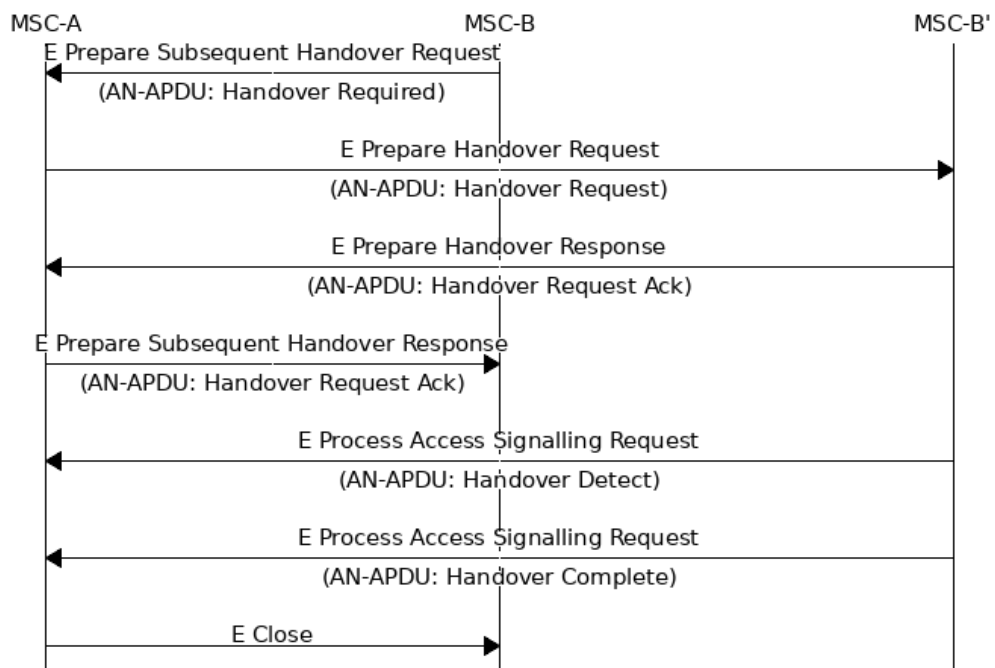 MSC-A MSC-B MSC-B'
E Prepare Subsequent Handover Request
(AN-APDU: Handover Required)
E Prepare Handover Request
(AN-APDU: Handover Request)
E Prepare Handover Response
(AN-APDU: Handover Request Ack)
E Prepare Subsequent Handover Response
(AN-APDU: Handover Request Ack)
E Process Access Signalling Request
(AN-APDU: Handover Detect)
E Process Access Signalling Request
(AN-APDU: Handover Complete)
E Close